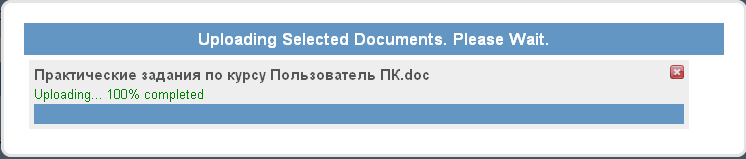 Uploading Selected Documents. Please Wait.
Практические задания по курсу Пользователь ПК.doc
Uploading... 100% completed